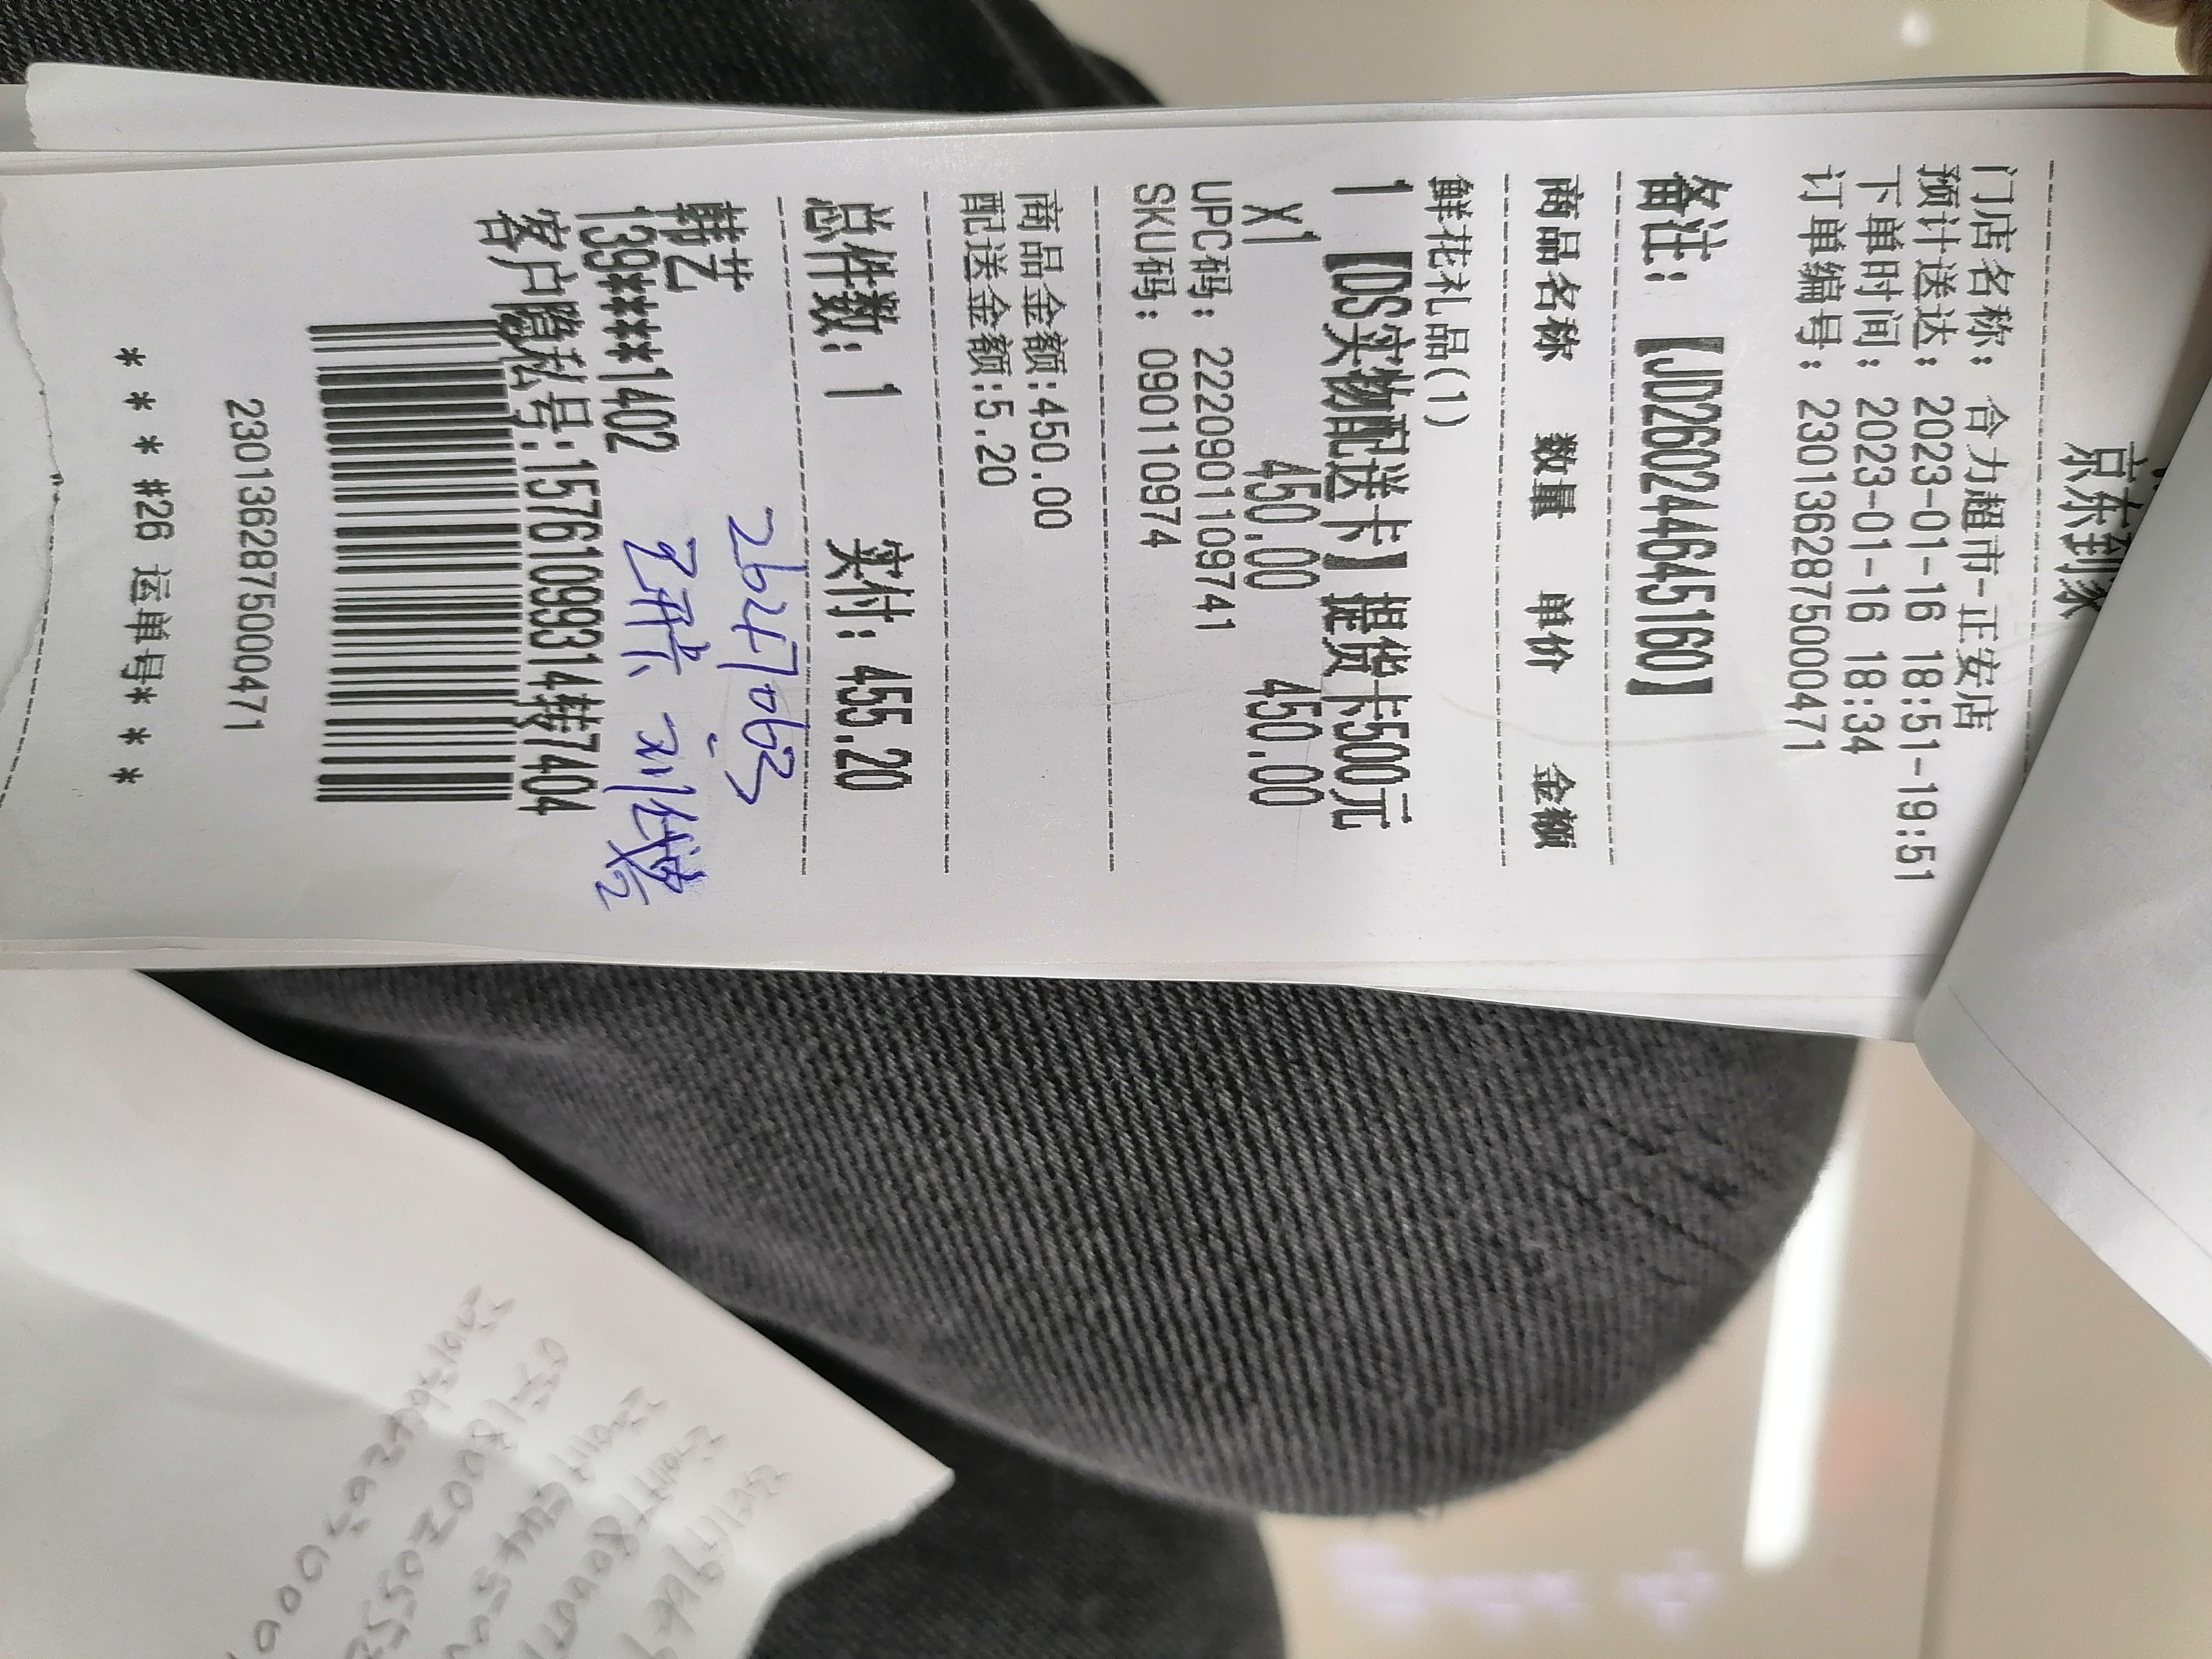 京东到家
门店名称：合力超市-正安店
预计送达：2023-01-16 18:51-19:51
下单时间：2023-01-16 18:34
订单编号：2301362875000471
备注：【JD2602446451​60】
商品名称 数量 单价 金额
鲜花礼品(1)
1 【DS实物配送卡】提货卡500元
X1 450.00 450.00
UPC码：2220901109741
SKU码：0901109​74
商品金额:450.00
配送金额:5.20
总件数：1 实付：455.20
韩艺
2647063
139****1402
客户隐私号:15761099314转7404
2301362875000471
* * * #26 运单号* * *